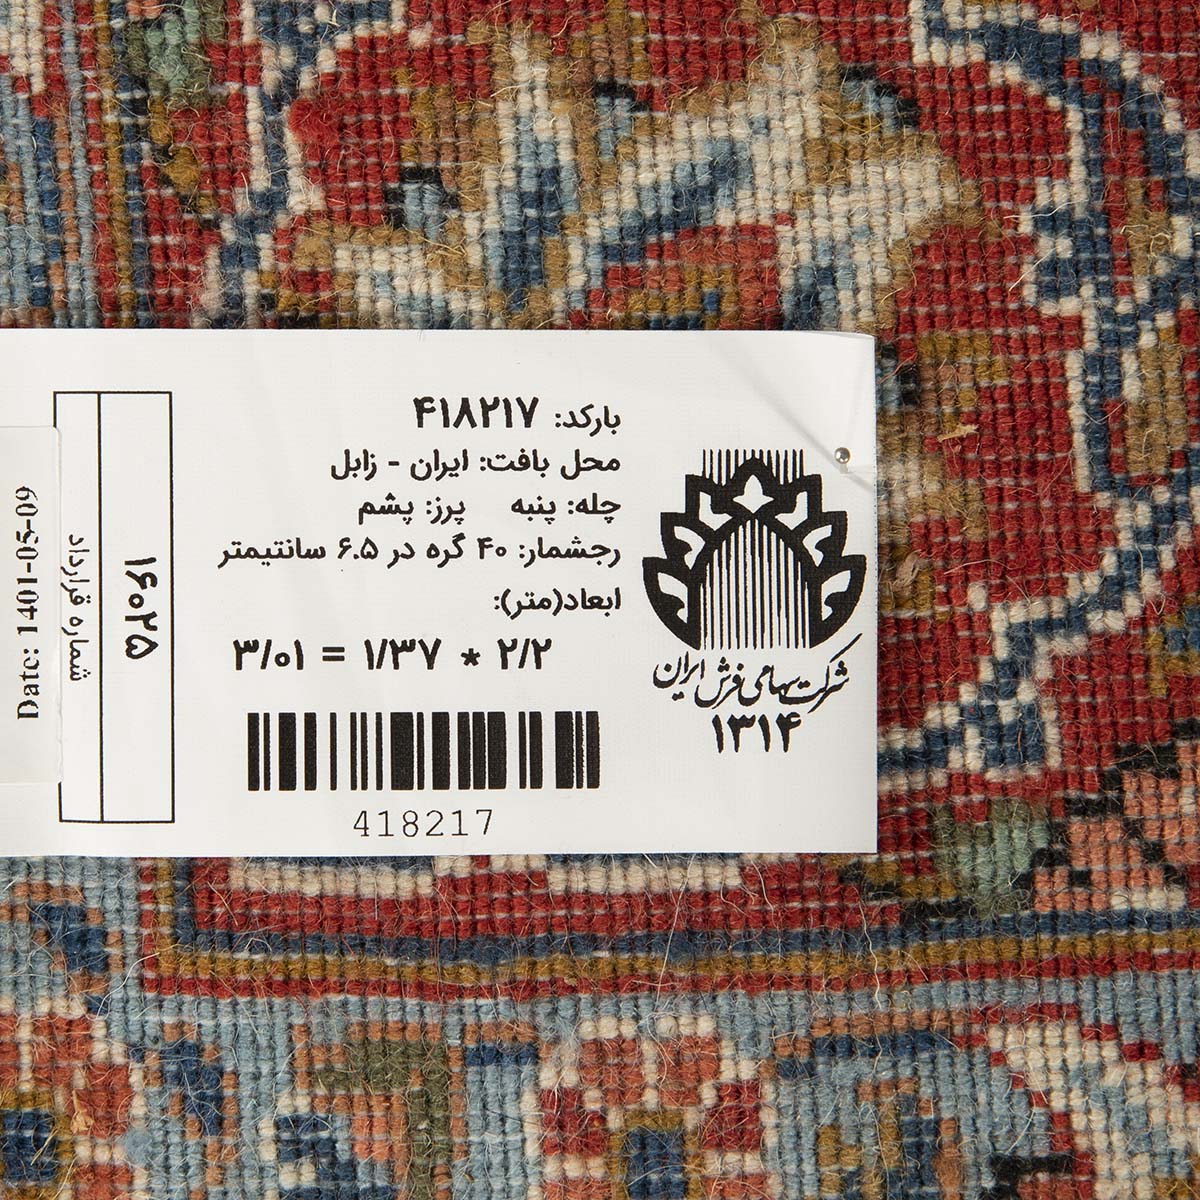 بارکد: ۴۱۸۲۱۷
محل بافت: ایران - زابل
چله: پنبه پرز: پشم
رجشمار: ۴۰ گره در ۶.۵ سانتیمتر
ابعاد(متر):
۲/۲ * ۱/۳۷ = ۳/۰۱
418217
شرکت سهامی فرش ایران
۱۳۱۴
شماره قرارداد
۱۶۰۲۵
Date: 1401-05-09